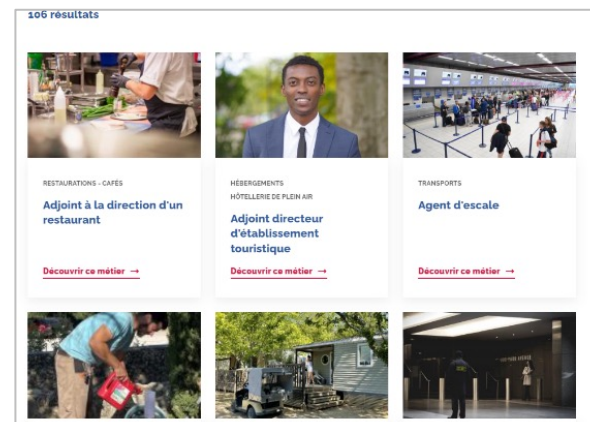 106 résultats
RESTAURATIONS - CAFÉS
Adjoint à la direction d'un
restaurant
Découvrir ce métier →
HÉBERGEMENTS
HÔTELLERIE DE PLEIN AIR
Adjoint directeur
d'établissement
touristique
Découvrir ce métier →
TRANSPORTS
Agent d'escale
Découvrir ce métier →